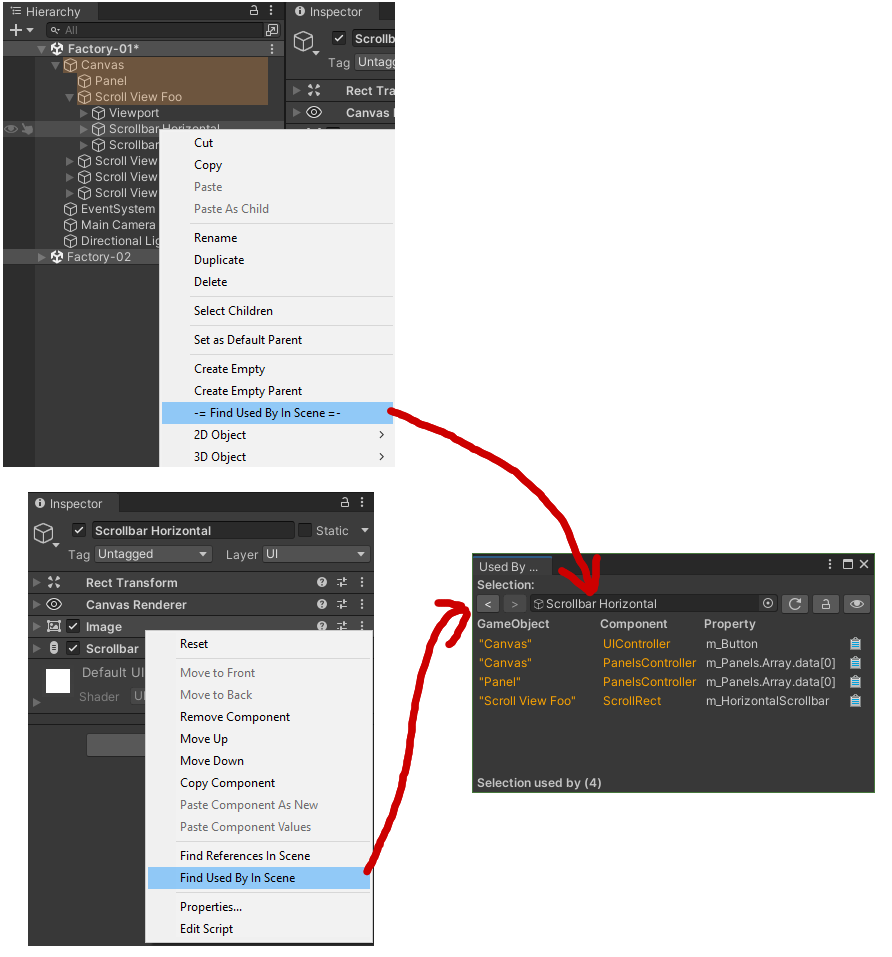 Hierarchy
All
Factory-01*
Canvas
Panel
Scroll View Foo
Viewport
Scrollbar Horizontal
Scrollbar
Scroll View
Scroll View
Scroll View
EventSystem
Main Camera
Directional Lig
Factory-02
Cut
Copy
Paste
Paste As Child
Rename
Duplicate
Delete
Select Children
Set as Default Parent
Create Empty
Create Empty Parent
-= Find Used By In Scene =-
2D Object
3D Object
Inspector
Scrollb
Tag Untagg
Rect Tra
Canvas
Inspector
Scrollbar Horizontal Static
Tag Untagged Layer UI
Rect Transform
Canvas Renderer
Image
Scrollbar
Default UI
Shader UI
Reset
Move to Front
Move to Back
Remove Component
Move Up
Move Down
Copy Component
Paste Component As New
Paste Component Values
Find References In Scene
Find Used By In Scene
Properties...
Edit Script
Used By ...
Selection:
< > Scrollbar Horizontal
GameObject Component Property
"Canvas" UIController m_Button
"Canvas" PanelsController m_Panels.Array.data[0]
"Panel" PanelsController m_Panels.Array.data[0]
"Scroll View Foo" ScrollRect m_HorizontalScrollbar
Selection used by (4)